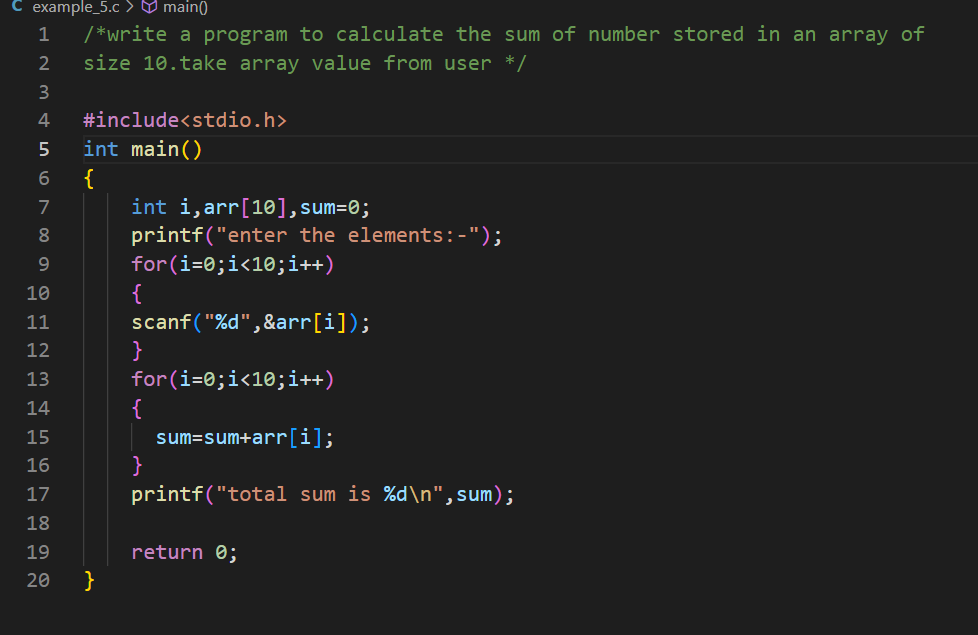 C example_5.c > main()
1 /*write a program to calculate the sum of number stored in an array of
2 size 10.take array value from user */
3
4 #include<stdio.h>
5 int main()
6 {
7 int i,arr[10],sum=0;
8 printf("enter the elements:-");
9 for(i=0;i<10;i++)
10 {
11 scanf("%d",&arr[i]);
12 }
13 for(i=0;i<10;i++)
14 {
15 sum=sum+arr[i];
16 }
17 printf("total sum is %d\n",sum);
18
19 return 0;
20 }